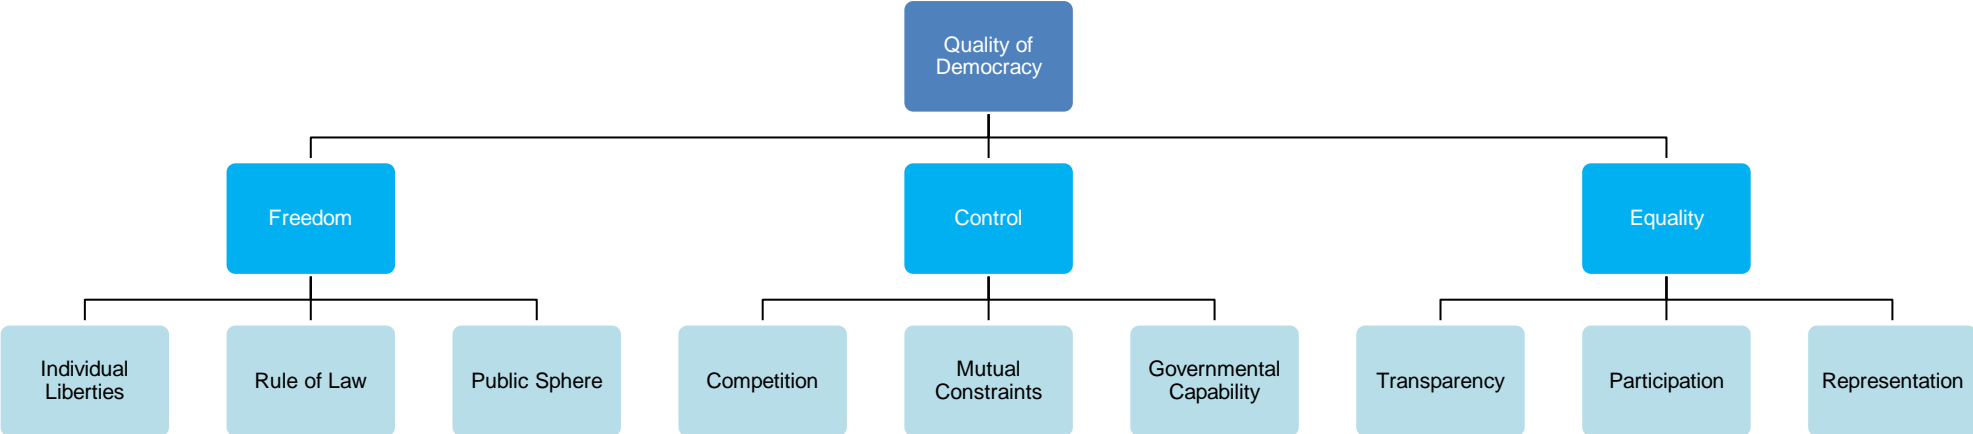 Quality of
Democracy
Freedom
Control
Equality
Individual
Liberties
Rule of Law
Public Sphere
Competition
Mutual
Constraints
Governmental
Capability
Transparency
Participation
Representation